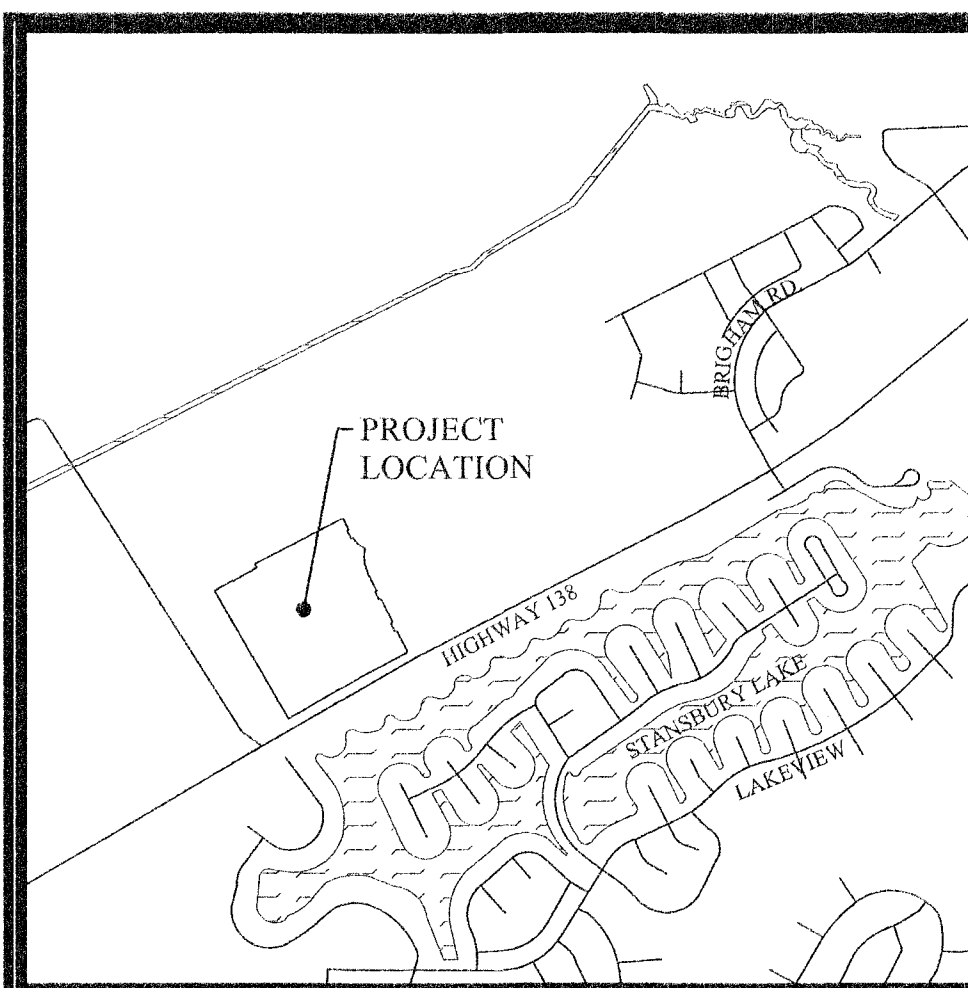 BRIGHAM RD.
PROJECT
LOCATION
HIGHWAY 138
STANSBURY LAKE
LAKEVIEW